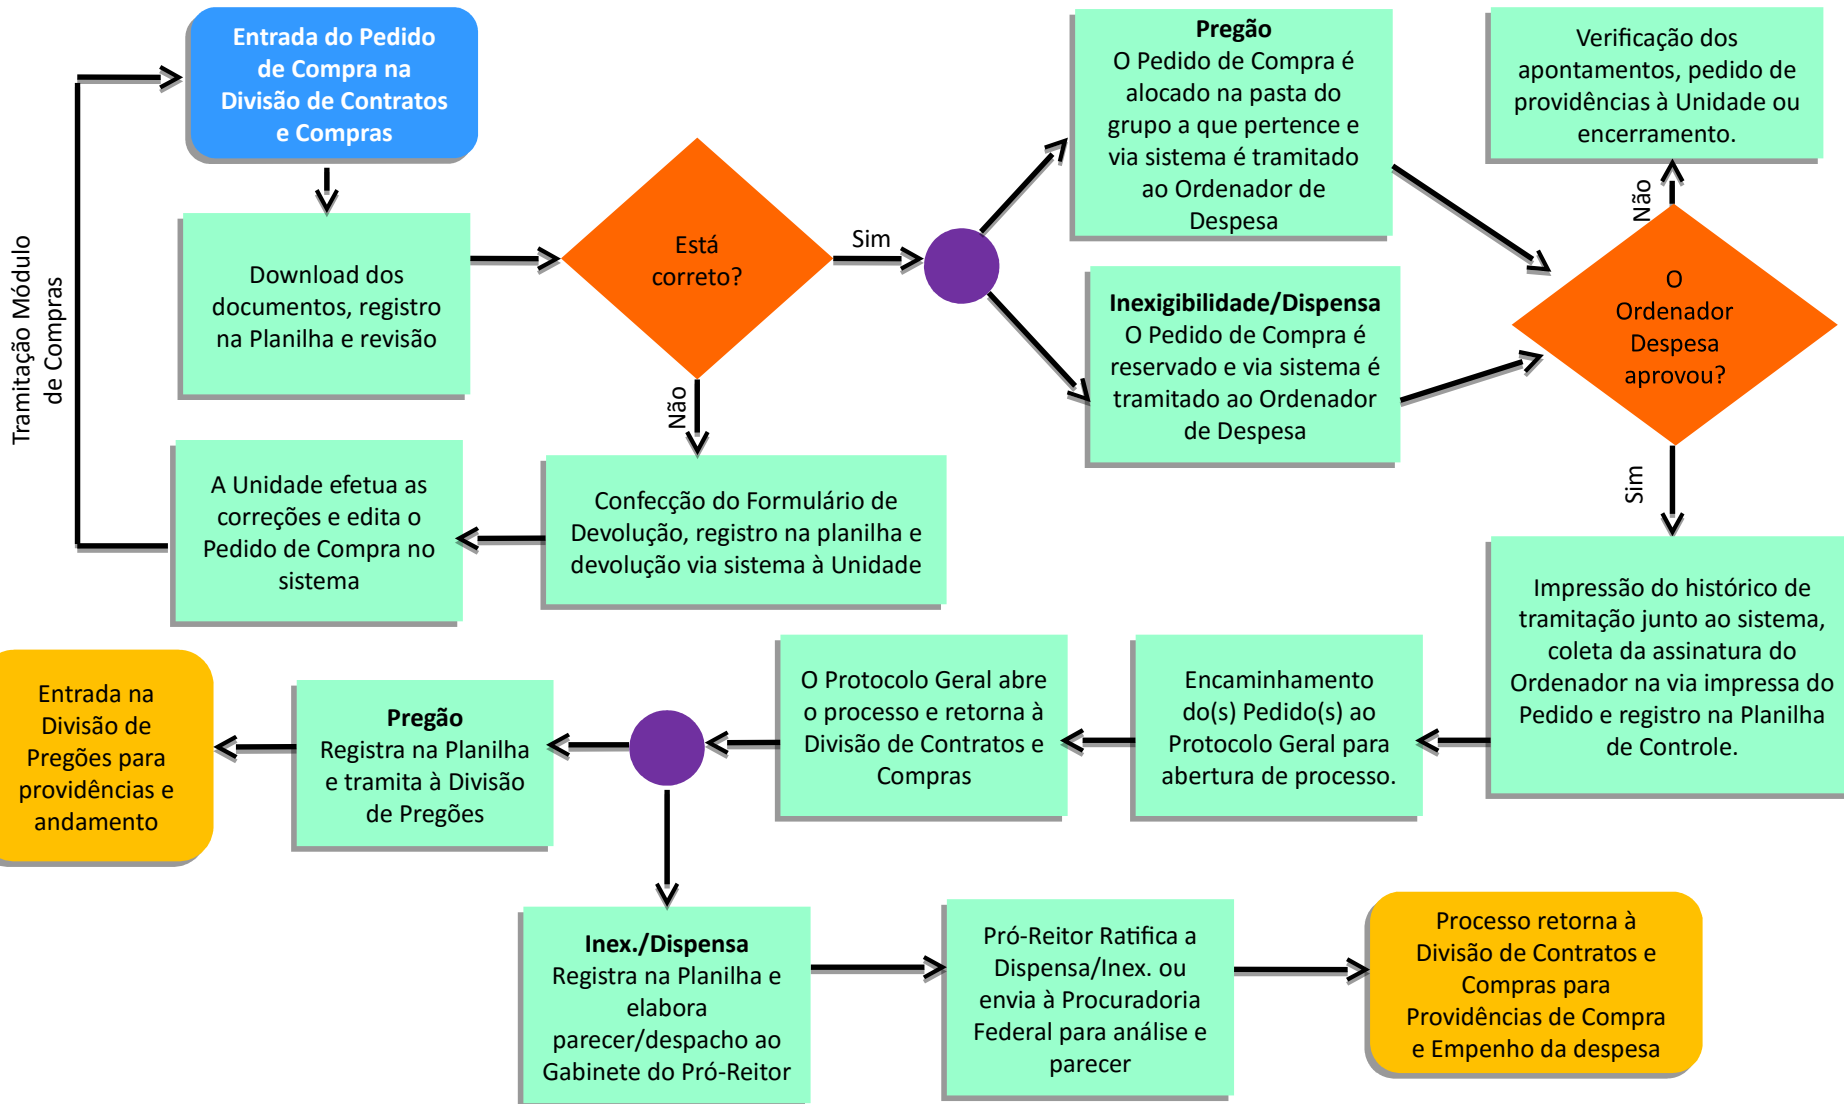 Entrada do Pedido
de Compra na
Divisão de Contratos
e Compras
Tramitação Módulo
de Compras
Download dos
documentos, registro
na Planilha e revisão
Está
correto?
Sim
Não
Pregão
O Pedido de Compra é
alocado na pasta do
grupo a que pertence e
via sistema é tramitado
ao Ordenador de
Despesa
Inexigibilidade/Dispensa
O Pedido de Compra é
reservado e via sistema é
tramitado ao Ordenador
de Despesa
Verificação dos
apontamentos, pedido de
providências à Unidade ou
encerramento.
Não
O
Ordenador
Despesa
aprovou?
Sim
A Unidade efetua as
correções e edita o
Pedido de Compra no
sistema
Confecção do Formulário de
Devolução, registro na planilha e
devolução via sistema à Unidade
Impressão do histórico de
tramitação junto ao sistema,
coleta da assinatura do
Ordenador na via impressa do
Pedido e registro na Planilha
de Controle.
Encaminhamento
do(s) Pedido(s) ao
Protocolo Geral para
abertura de processo.
O Protocolo Geral abre
o processo e retorna à
Divisão de Contratos e
Compras
Pregão
Registra na Planilha
e tramita à Divisão
de Pregões
Entrada na
Divisão de
Pregões para
providências e
andamento
Inex./Dispensa
Registra na Planilha e
elabora
parecer/despacho ao
Gabinete do Pró-Reitor
Pró-Reitor Ratifica a
Dispensa/Inex. ou
envia à Procuradoria
Federal para análise e
parecer
Processo retorna à
Divisão de Contratos e
Compras para
Providências de Compra
e Empenho da despesa